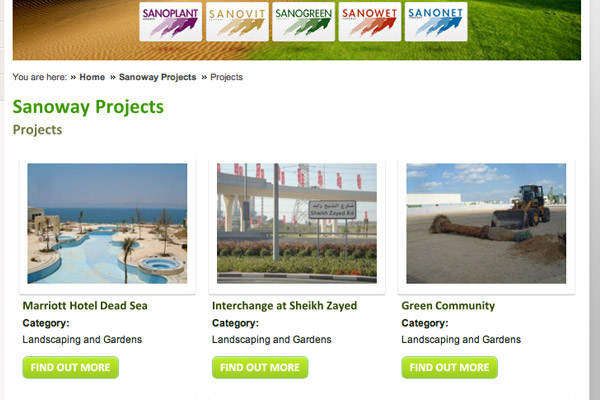 SANOPLANT SANOVIT SANOGREEN SANOWET SANONET
You are here: » Home » Sanoway Projects » Projects
Sanoway Projects
Projects
شارع الشيخ زايد
Sheikh Zayed Rd
Marriott Hotel Dead Sea Interchange at Sheikh Zayed Green Community
Category: Category: Category:
Landscaping and Gardens Landscaping and Gardens Landscaping and Gardens
FIND OUT MORE FIND OUT MORE FIND OUT MORE